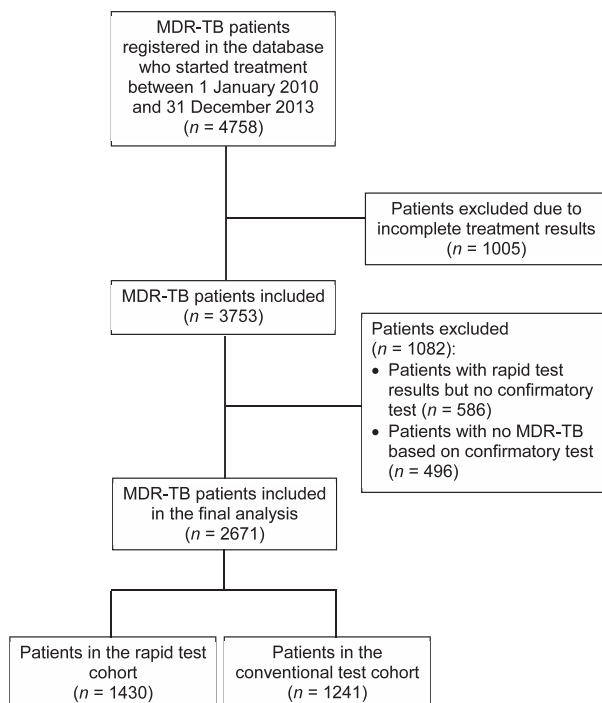 MDR-TB patients
registered in the database
who started treatment
between 1 January 2010
and 31 December 2013
(n = 4758)
Patients excluded due to
incomplete treatment results
(n = 1005)
MDR-TB patients included
(n = 3753)
Patients excluded
(n = 1082):
• Patients with rapid test
results but no confirmatory
test (n = 586)
• Patients with no MDR-TB
based on confirmatory test
(n = 496)
MDR-TB patients included
in the final analysis
(n = 2671)
Patients in the rapid test
cohort
(n = 1430)
Patients in the
conventional test cohort
(n = 1241)